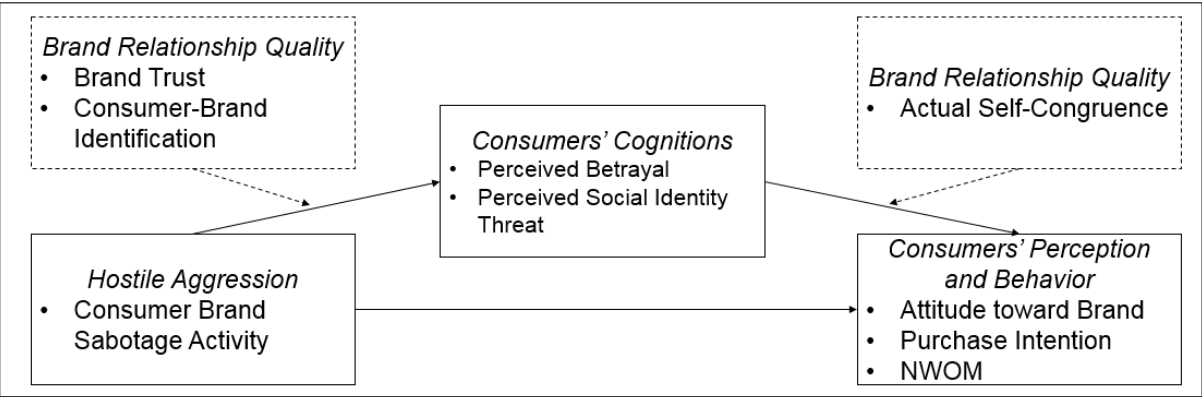 Brand Relationship Quality
• Brand Trust
• Consumer-Brand
Identification
Brand Relationship Quality
• Actual Self-Congruence
Consumers’ Cognitions
• Perceived Betrayal
• Perceived Social Identity
Threat
Hostile Aggression
• Consumer Brand
Sabotage Activity
Consumers’ Perception
and Behavior
• Attitude toward Brand
• Purchase Intention
• NWOM